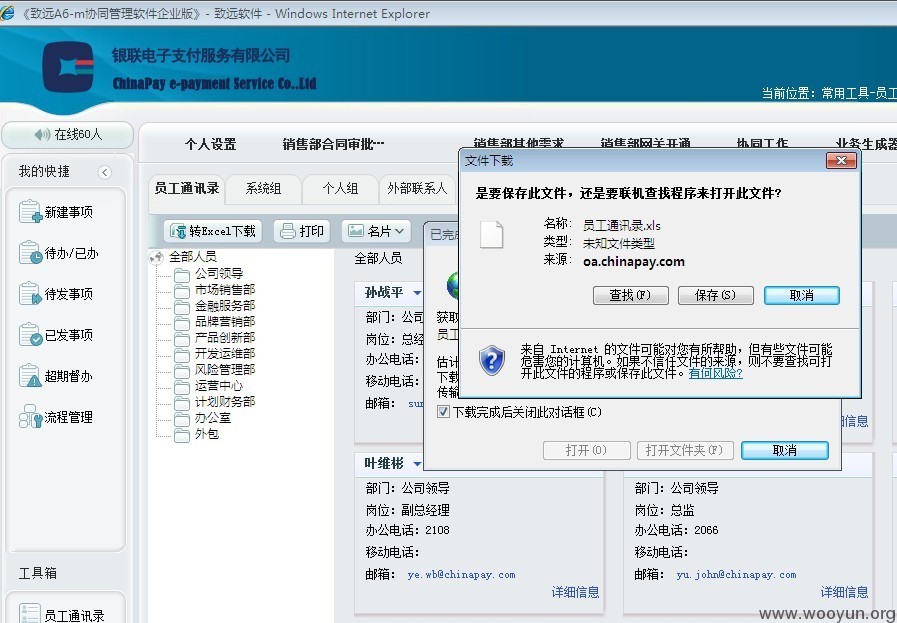 《致远A6-m协同管理软件企业版》- 致远软件 - Windows Internet Explorer
银联电子支付服务有限公司
ChinaPay e-payment Service Co..Ltd
当前位置：常用工具-员工
在线60人
个人设置
销售部合同审批…
销售部其他需求
销售部网关开通
协同工作
业务生成器
我的快捷
新建事项
待办/已办
待发事项
已发事项
超期督办
流程管理
工具箱
员工通讯录
员工通讯录
系统组
个人组
外部联系人
转Excel下载
打印
名片
全部人员
公司领导
市场销售部
金融服务部
品牌营销部
产品创新部
开发运维部
风险管理部
运营中心
计划财务部
办公室
外包
全部人员
孙战平
部门：公司
岗位：总经
办公电话：
移动电话：
邮箱： sun
已完成
获取
员工
估计
下载
传输
下载完成后关闭此对话框(C)
打开(O)
打开文件夹(F)
取消
文件下载
是要保存此文件，还是要联机查找程序来打开此文件?
名称： 员工通讯录.xls
类型： 未知文件类型
来源： oa.chinapay.com
查找(F)
保存(S)
取消
来自 Internet 的文件可能对您有所帮助，但有些文件可能
危害您的计算机。如果不信任文件的来源，则不要查找可打
开此文件的程序或保存此文件。有何风险?
信息
叶维彬
部门：公司领导
岗位：副总经理
办公电话：2108
移动电话：
邮箱： ye.wb@chinapay.com
详细信息
部门：公司领导
岗位：总监
办公电话：2066
移动电话：
邮箱： yu.john@chinapay.com
详细信息
www.wooyun.org